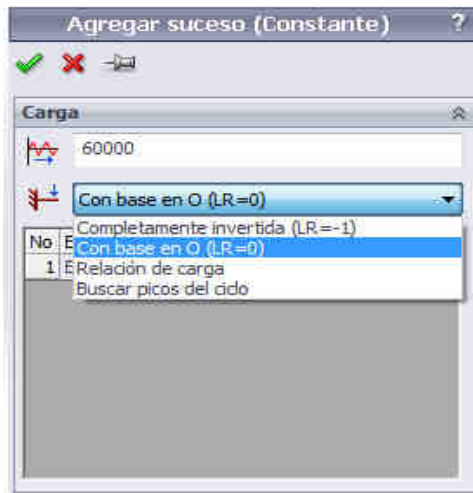 Agregar suceso (Constante) ?
Carga
60000
Con base en O (LR=0)
Completamente invertida (LR=-1)
No E
Con base en O (LR=0)
1 E
Relación de carga
Buscar picos del ciclo